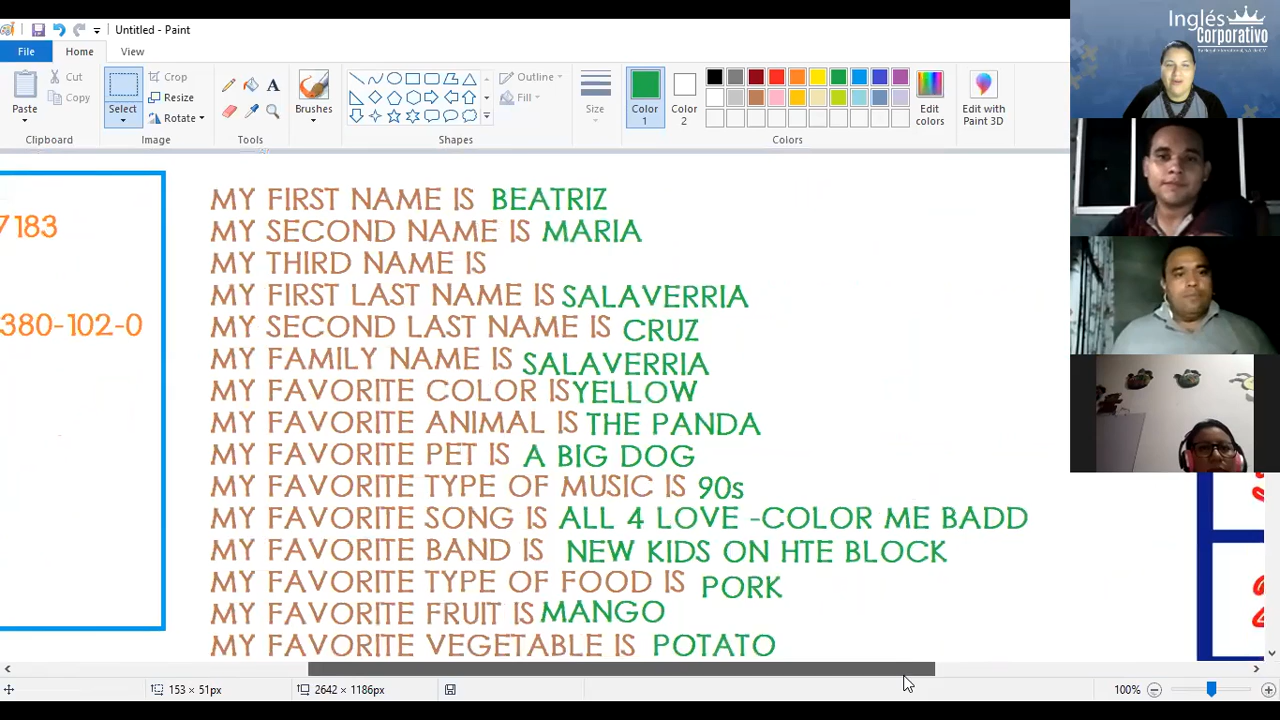 Untitled - Paint
File Home View
Paste
Cut
Copy
Clipboard
Select
Crop
Resize
Rotate
Image
Tools
Brushes
Shapes
Outline
Fill
Size
Color 1
Color 2
Edit colors
Edit with Paint 3D
Colors
Inglés
Corporativo
7183
380-102-0
MY FIRST NAME IS BEATRIZ
MY SECOND NAME IS MARIA
MY THIRD NAME IS
MY FIRST LAST NAME IS SALAVERRIA
MY SECOND LAST NAME IS CRUZ
MY FAMILY NAME IS SALAVERRIA
MY FAVORITE COLOR IS YELLOW
MY FAVORITE ANIMAL IS THE PANDA
MY FAVORITE PET IS A BIG DOG
MY FAVORITE TYPE OF MUSIC IS 90s
MY FAVORITE SONG IS ALL 4 LOVE -COLOR ME BADD
MY FAVORITE BAND IS NEW KIDS ON HTE BLOCK
MY FAVORITE TYPE OF FOOD IS PORK
MY FAVORITE FRUIT IS MANGO
MY FAVORITE VEGETABLE IS POTATO
153 × 51px
2642 × 1186px
100%